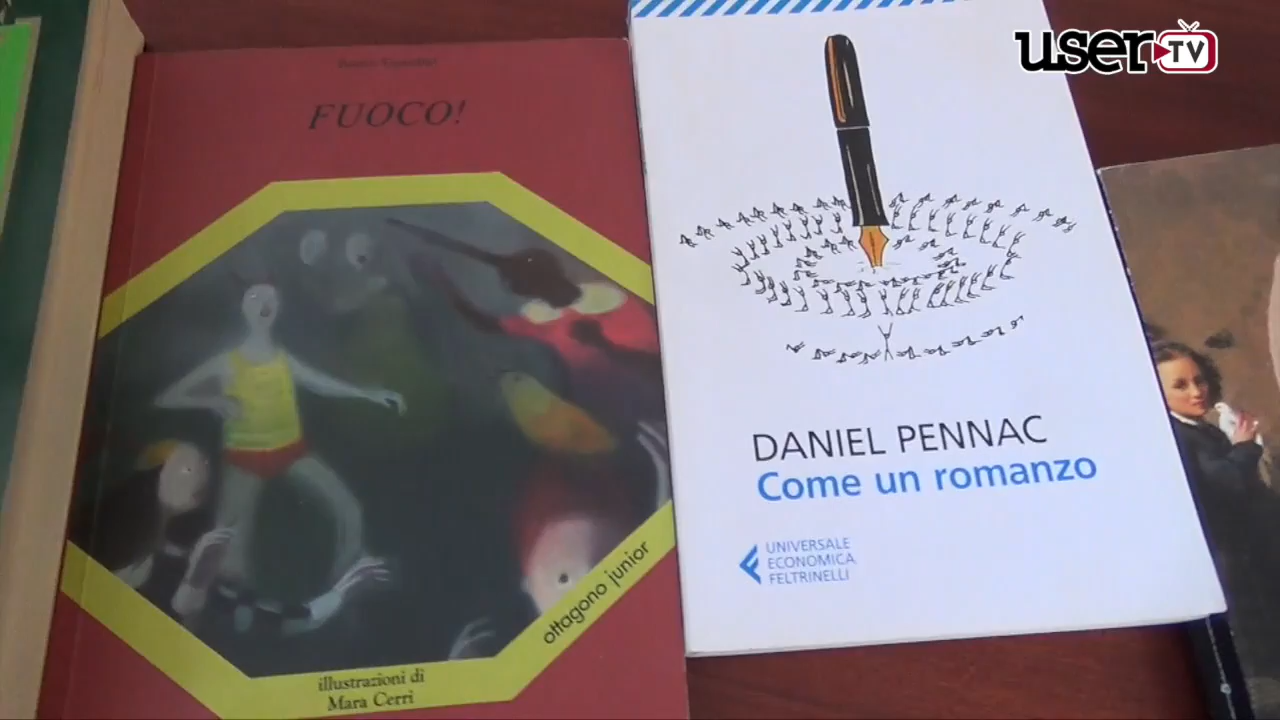 user TV
FUOCO!
ottagono junior
illustrazioni di
Mara Cerri
DANIEL PENNAC
Come un romanzo
UNIVERSALE
ECONOMICA
FELTRINELLI